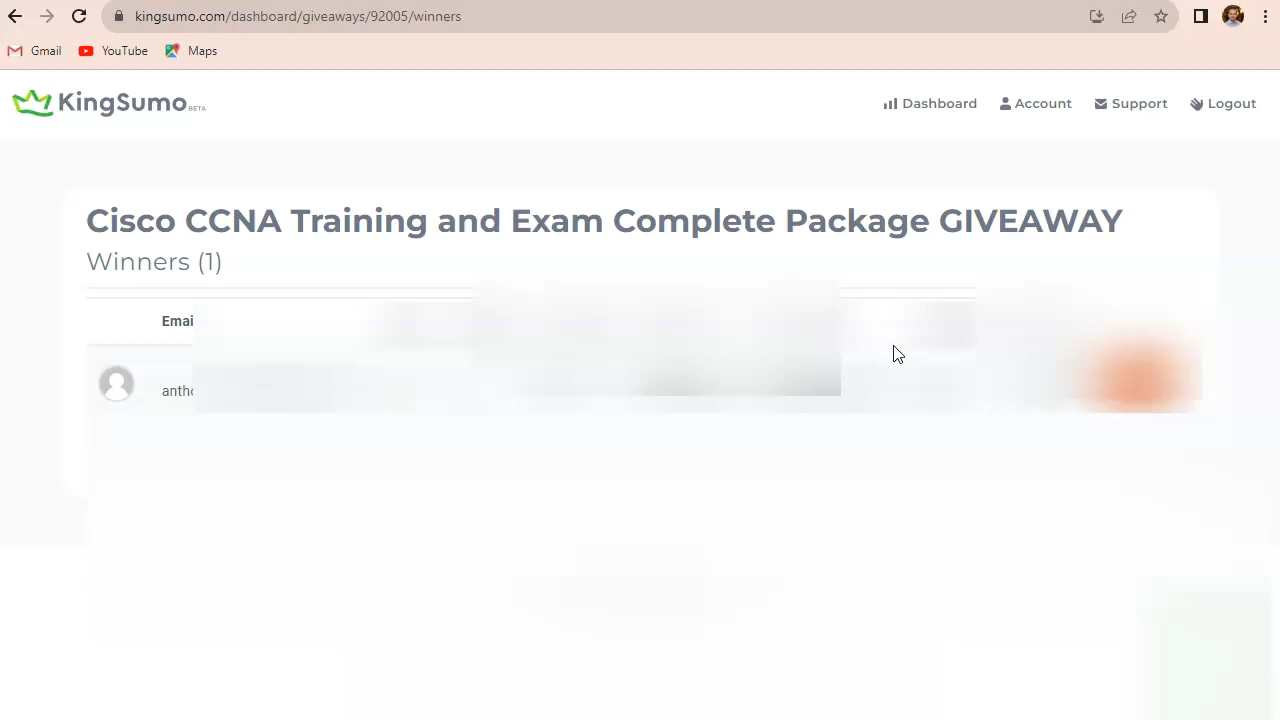 kingsumo.com/dashboard/giveaways/92005/winners
Gmail YouTube Maps
KingSumo BETA Dashboard Account Support Logout
Cisco CCNA Training and Exam Complete Package GIVEAWAY
Winners (1)
Emai
antho